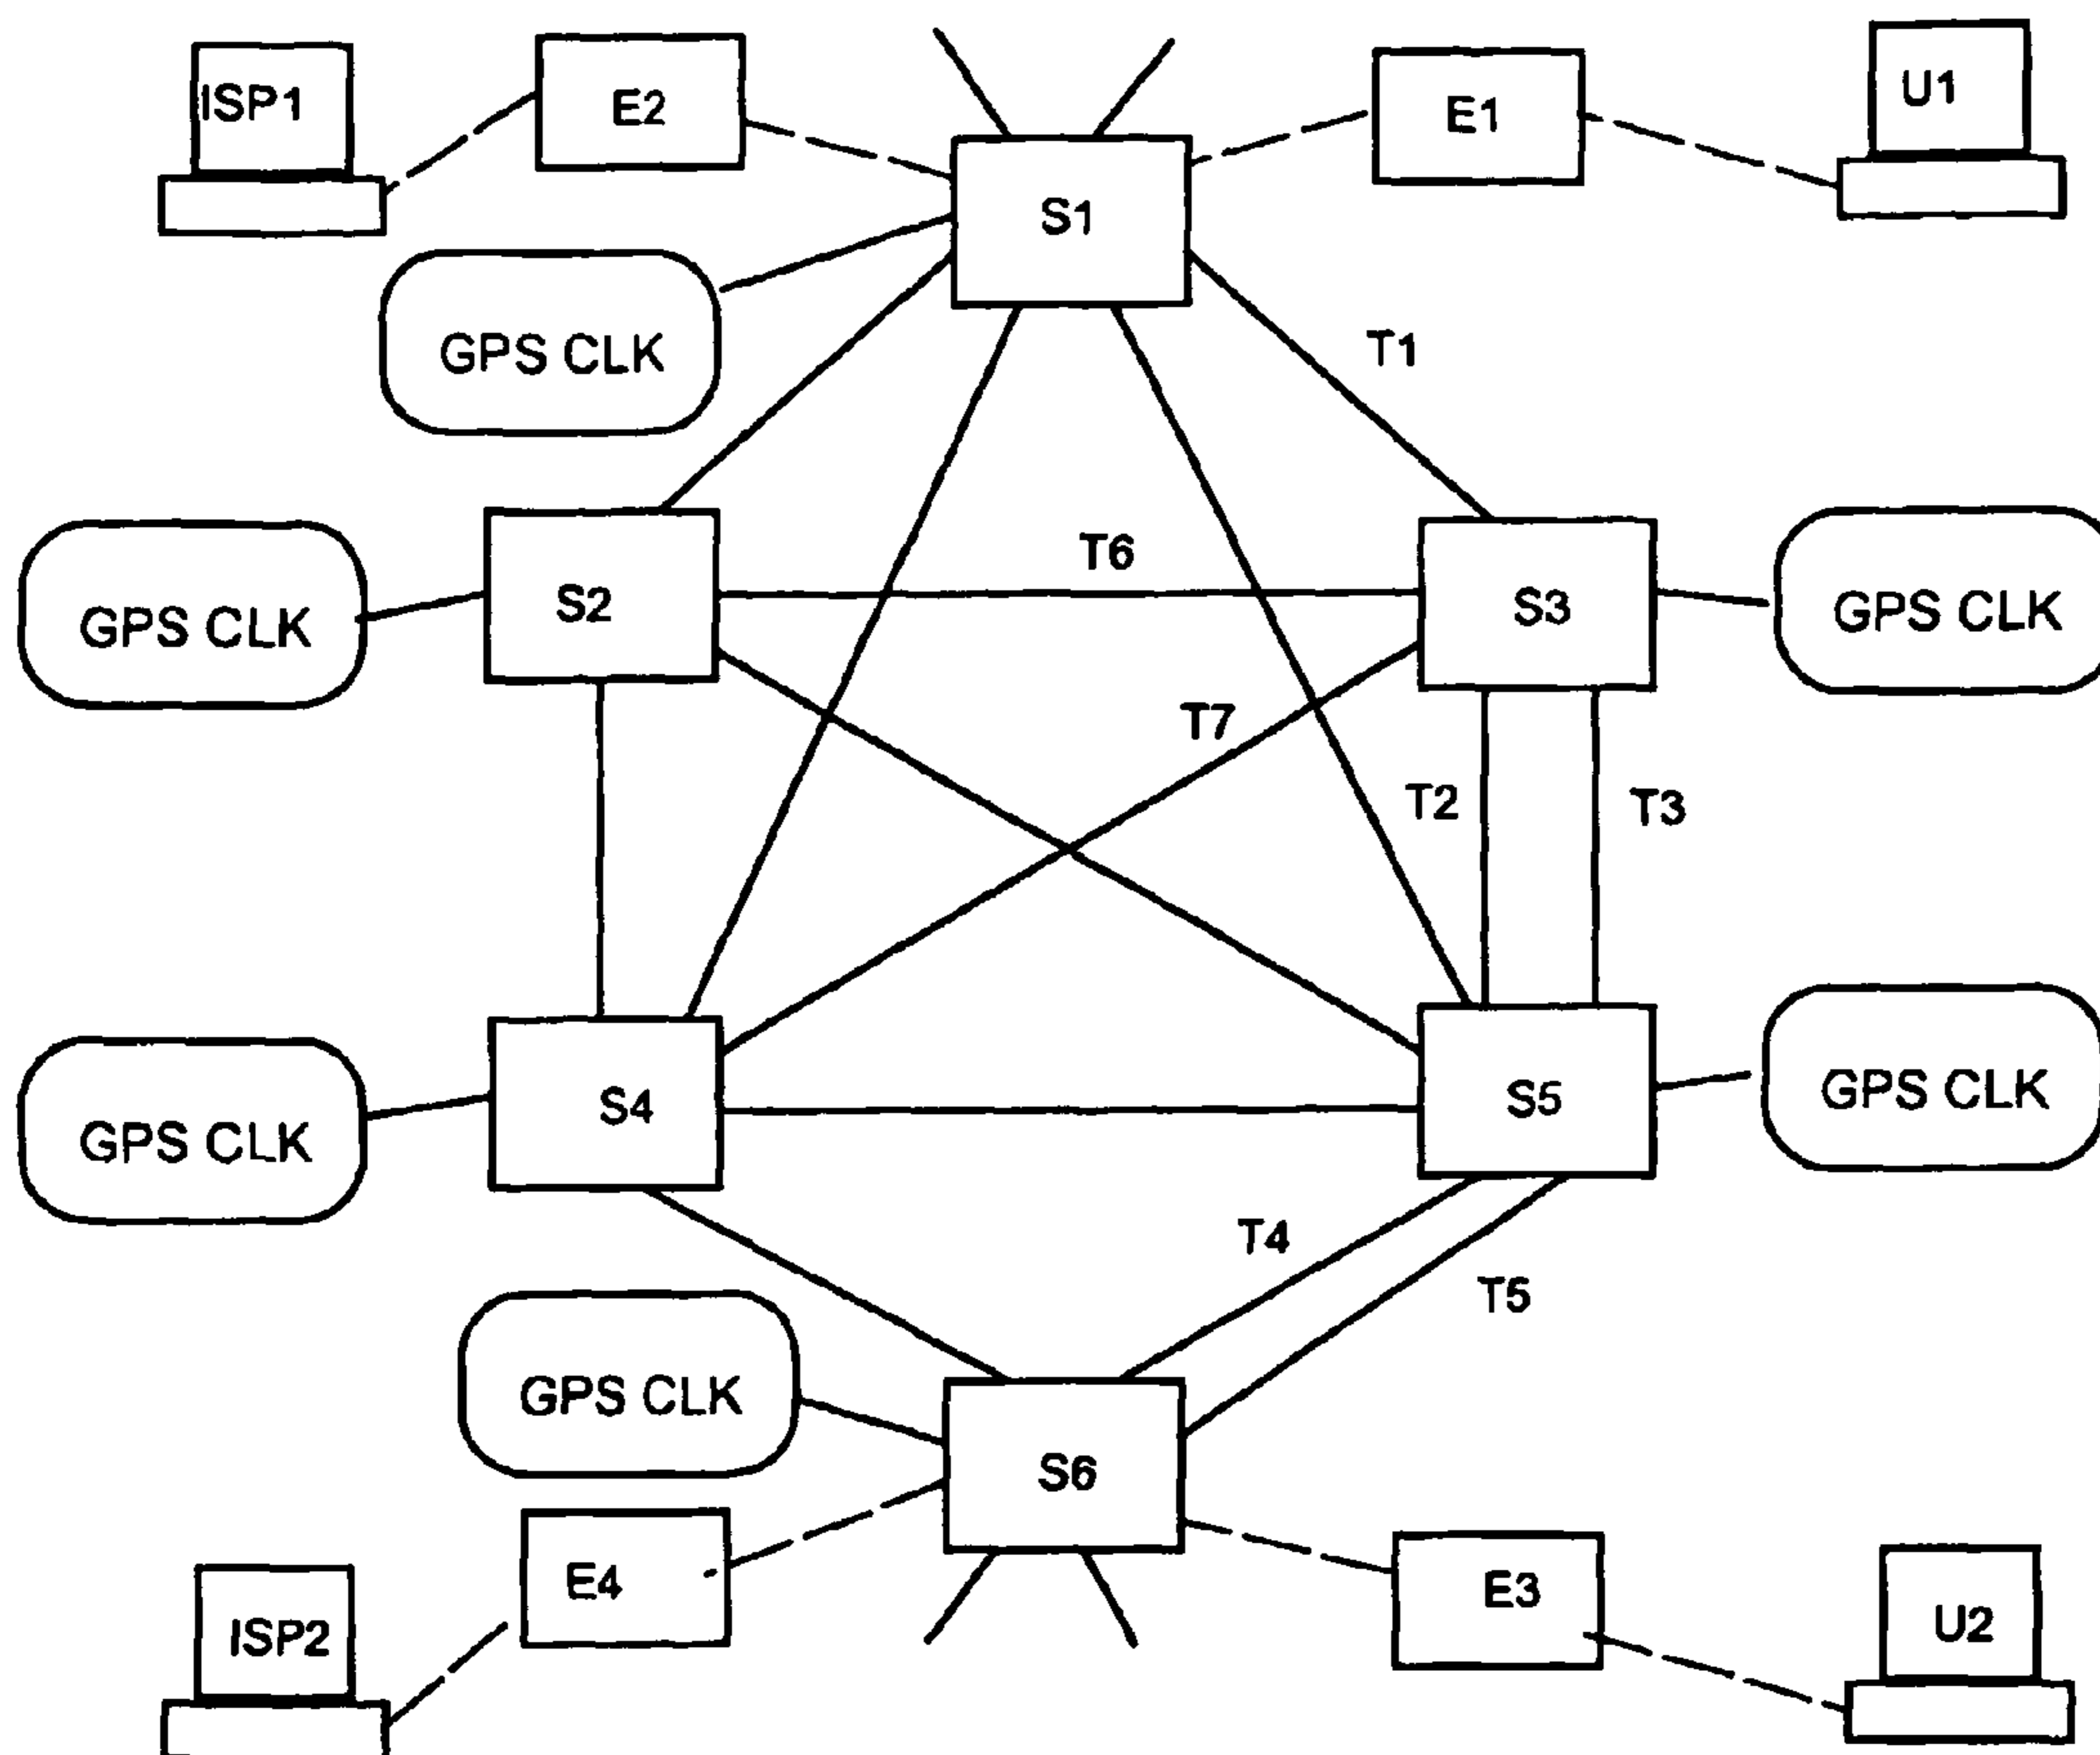 ISP1
E2
E1
U1
S1
GPS CLK
T1
S2
T6
S3
GPS CLK
GPS CLK
T7
T2
T3
S4
S5
GPS CLK
GPS CLK
T4
T5
GPS CLK
S6
E4
E3
ISP2
U2